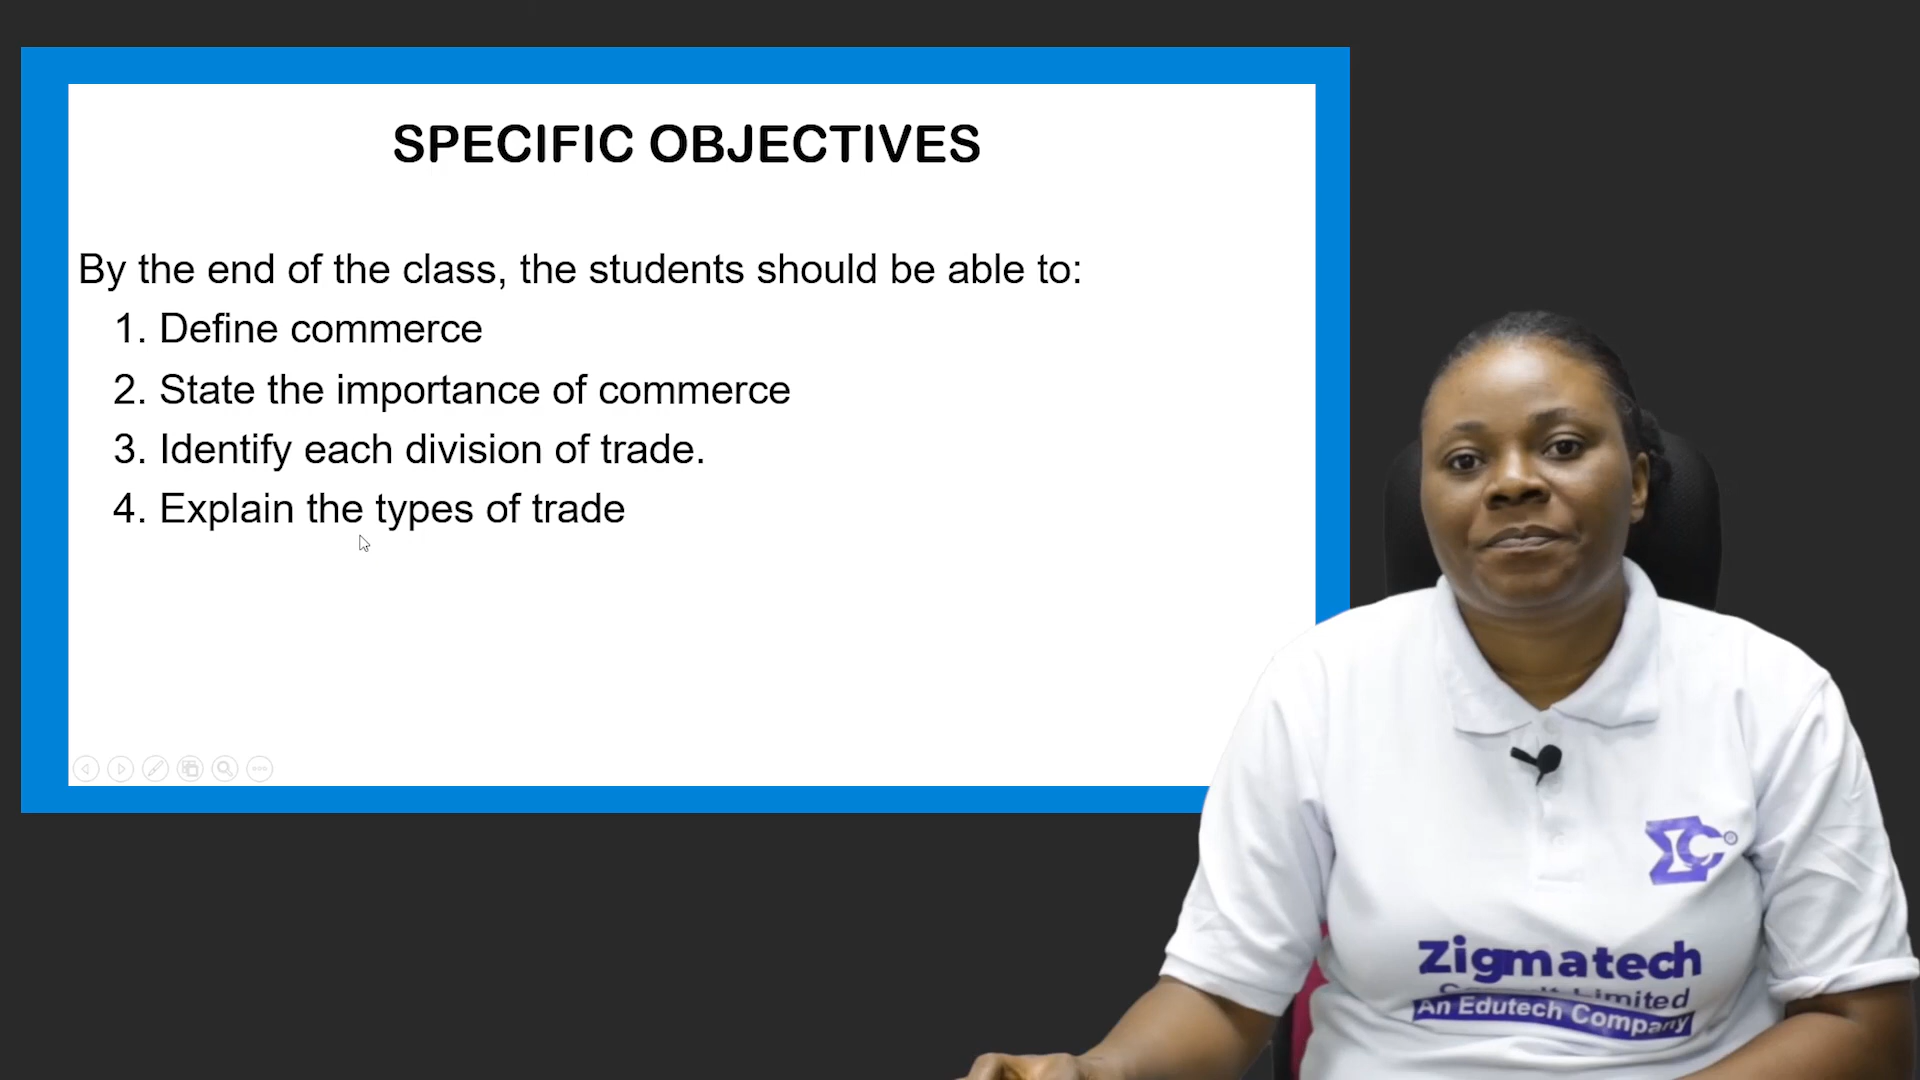 SPECIFIC OBJECTIVES
By the end of the class, the students should be able to:
1. Define commerce
2. State the importance of commerce
3. Identify each division of trade.
4. Explain the types of trade
Zigmatech
Limited
An Edutech Company